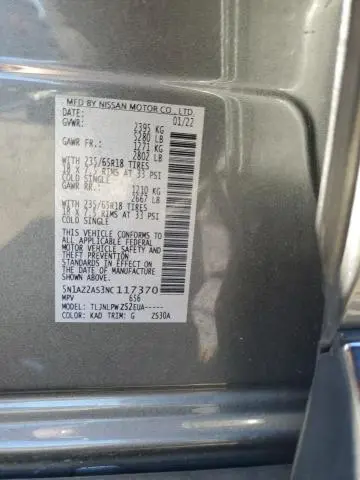 MFD BY NISSAN MOTOR CO., LTD.
DATE: 01/22
GVWR: 2395 KG
5280 LB
GAWR FR.: 1271 KG
2802 LB
WITH 235/65R18 TIRES
18 X 7.5 RIMS AT 33 PSI
COLD SINGLE
GAWR RR.: 1210 KG
2667 LB
WITH 235/65R18 TIRES
18 X 7.5 RIMS AT 33 PSI
COLD SINGLE
THIS VEHICLE CONFORMS TO
ALL APPLICABLE FEDERAL
MOTOR VEHICLE SAFETY AND
THEFT PREVENTION
STANDARDS IN EFFECT ON
THE DATE OF MANUFACTURE
SHOWN ABOVE.
5N1AZ2AS3NC117370
MPV 656
MODEL: TLJNLPWZS2EUA-----
COLOR: KAD TRIM: G ZS30A